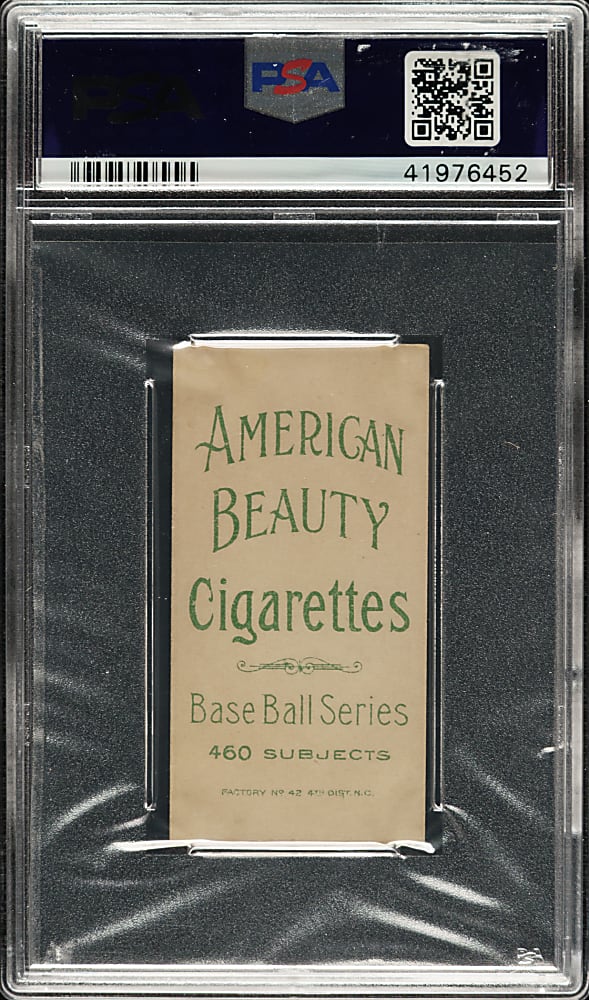 PSA
PSA
41976452
AMERICAN
BEAUTY
Cigarettes
Base Ball Series
460 SUBJECTS
FACTORY Nº 42 4TH DIST. N.C.